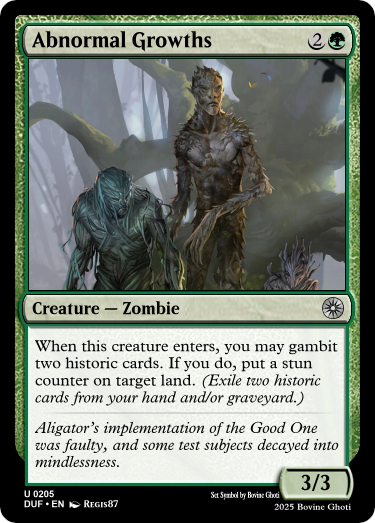 Abnormal Growths 2
Creature — Zombie
When this creature enters, you may gambit
two historic cards. If you do, put a stun
counter on target land. (Exile two historic
cards from your hand and/or graveyard.)
Aligator's implementation of the Good One
was faulty, and some test subjects decayed into
mindlessness.
3/3
U 0205
DUF • EN Regis87
Set Symbol by Bovine Ghoti
2025 Bovine Ghoti